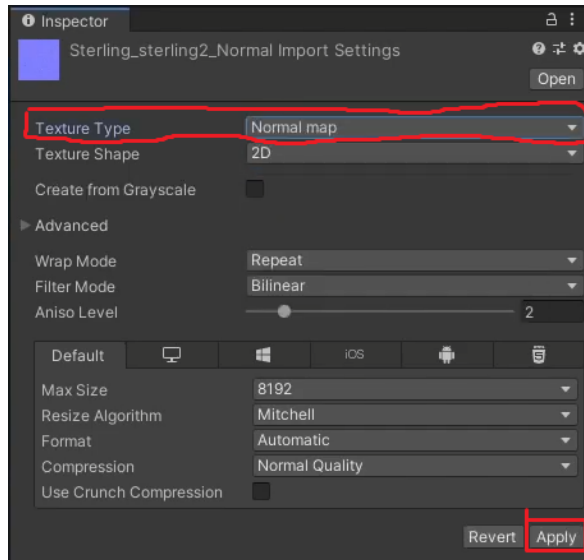 Inspector
Sterling_sterling2_Normal Import Settings
Open
Texture Type Normal map
Texture Shape 2D
Create from Grayscale
Advanced
Wrap Mode Repeat
Filter Mode Bilinear
Aniso Level 2
Default iOS
Max Size 8192
Resize Algorithm Mitchell
Format Automatic
Compression Normal Quality
Use Crunch Compression
Revert Apply